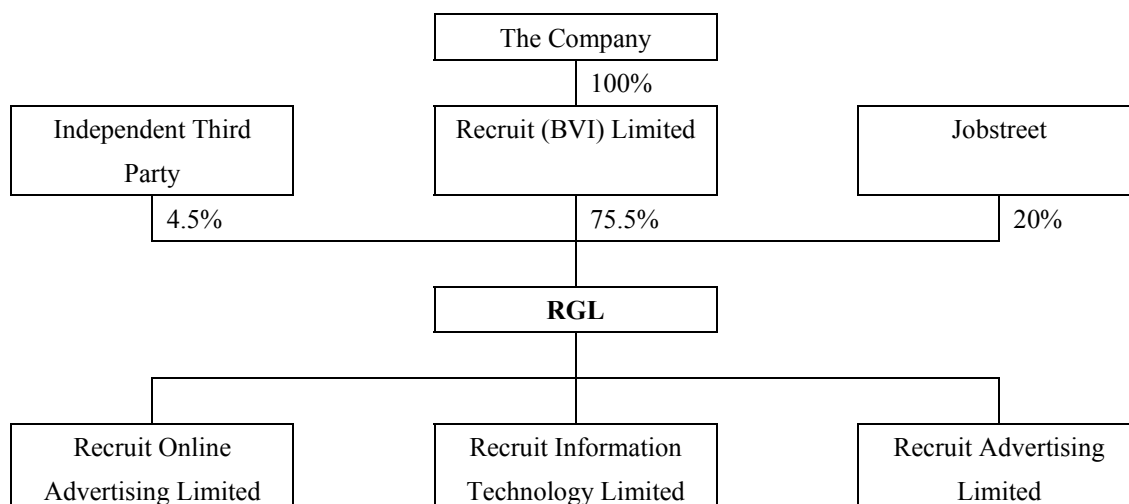 The Company
100%
Independent Third
Party
Recruit (BVI) Limited
Jobstreet
4.5%
75.5%
20%
RGL
Recruit Online
Advertising Limited
Recruit Information
Technology Limited
Recruit Advertising
Limited